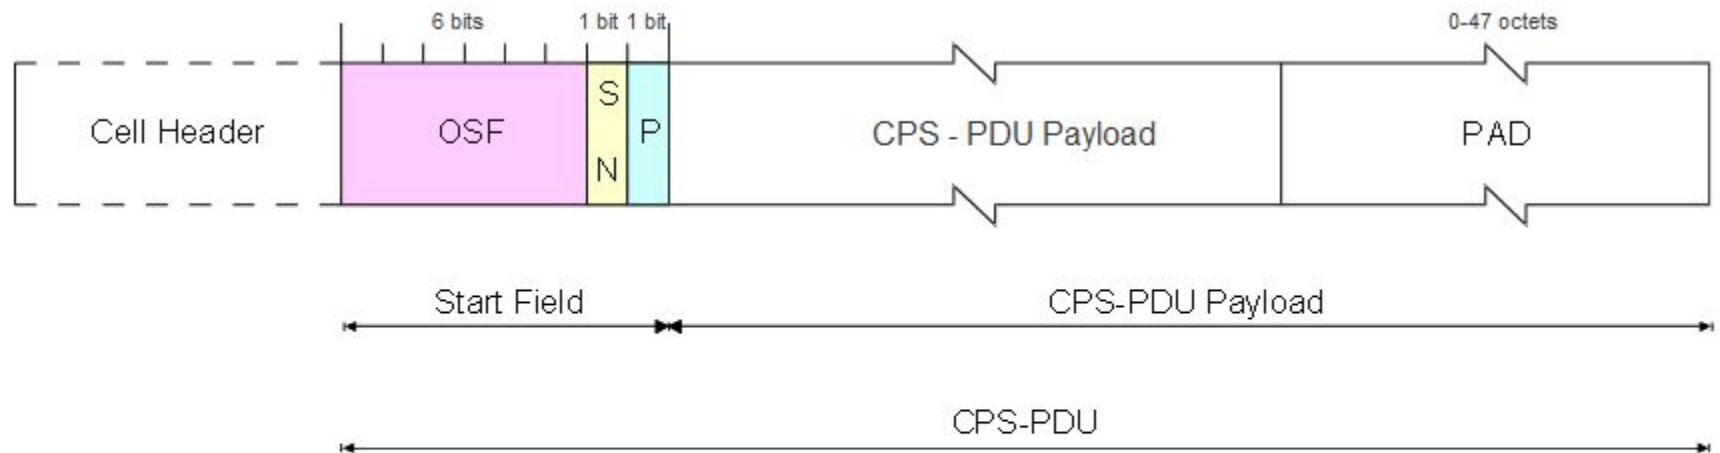 6 bits 1 bit 1 bit 0-47 octets
Cell Header OSF S N P CPS - PDU Payload PAD
Start Field CPS-PDU Payload
CPS-PDU